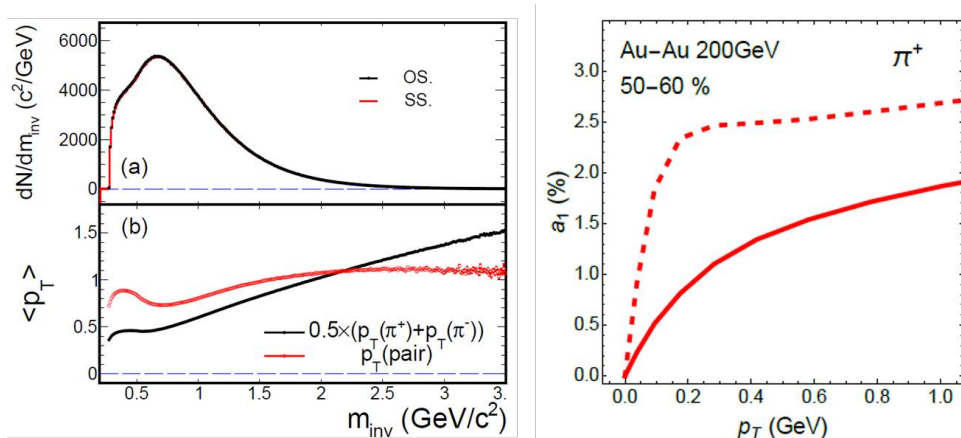 dN/dm_inv (c²/GeV)
6000
4000
2000
0
OS.
SS.
(a)
<p_T>
1.5
1
0.5
0
(b)
0.5×(p_T(π⁺)+p_T(π⁻))
p_T(pair)
0.5 1 1.5 2 2.5 3 3.
m_inv (GeV/c²)
Au–Au 200GeV
π⁺
50–60 %
a₁ (%)
3.0
2.5
2.0
1.5
1.0
0.5
0.0
0.0 0.2 0.4 0.6 0.8 1.0
p_T (GeV)